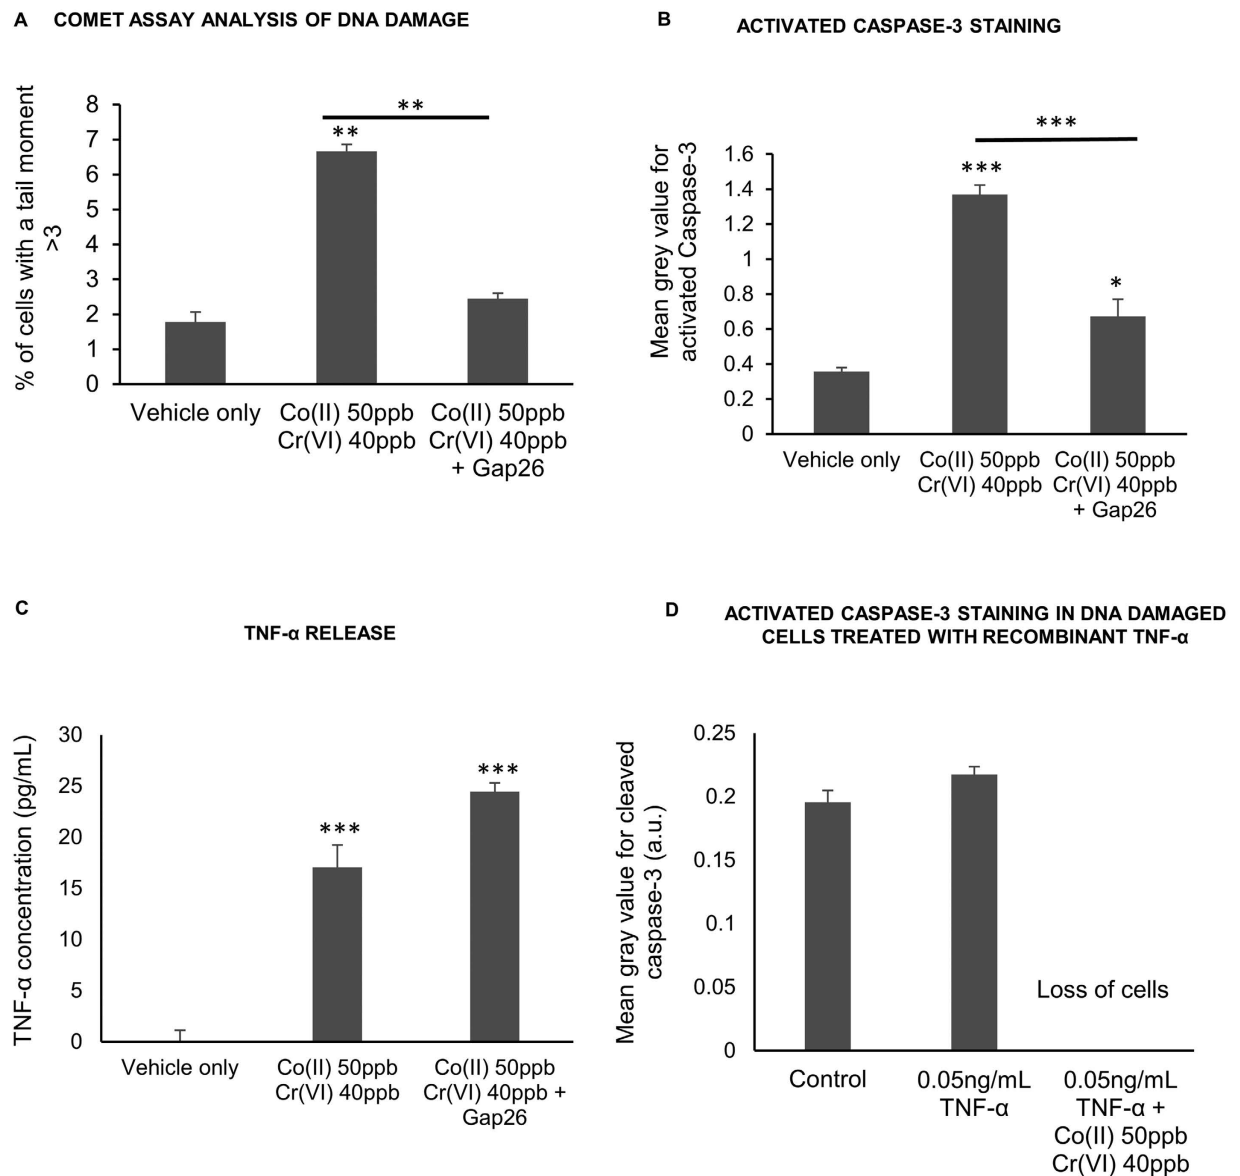 A COMET ASSAY ANALYSIS OF DNA DAMAGE
% of cells with a tail moment
>3
8
7
6
5
4
3
2
1
0
**
**
Vehicle only
Co(II) 50ppb
Cr(VI) 40ppb
Co(II) 50ppb
Cr(VI) 40ppb
+ Gap26
B ACTIVATED CASPASE-3 STAINING
Mean grey value for
activated Caspase-3
1.6
1.4
1.2
1
0.8
0.6
0.4
0.2
0
***
***
*
Vehicle only
Co(II) 50ppb
Cr(VI) 40ppb
Co(II) 50ppb
Cr(VI) 40ppb
+ Gap26
C
TNF-α RELEASE
TNF-α concentration (pg/mL)
30
25
20
15
10
5
0
***
***
Vehicle only
Co(II) 50ppb
Cr(VI) 40ppb
Co(II) 50ppb
Cr(VI) 40ppb +
Gap26
D ACTIVATED CASPASE-3 STAINING IN DNA DAMAGED
CELLS TREATED WITH RECOMBINANT TNF-α
Mean gray value for cleaved
caspase-3 (a.u.)
0.25
0.2
0.15
0.1
0.05
0
Loss of cells
Control
0.05ng/mL
TNF-α
0.05ng/mL
TNF-α +
Co(II) 50ppb
Cr(VI) 40ppb